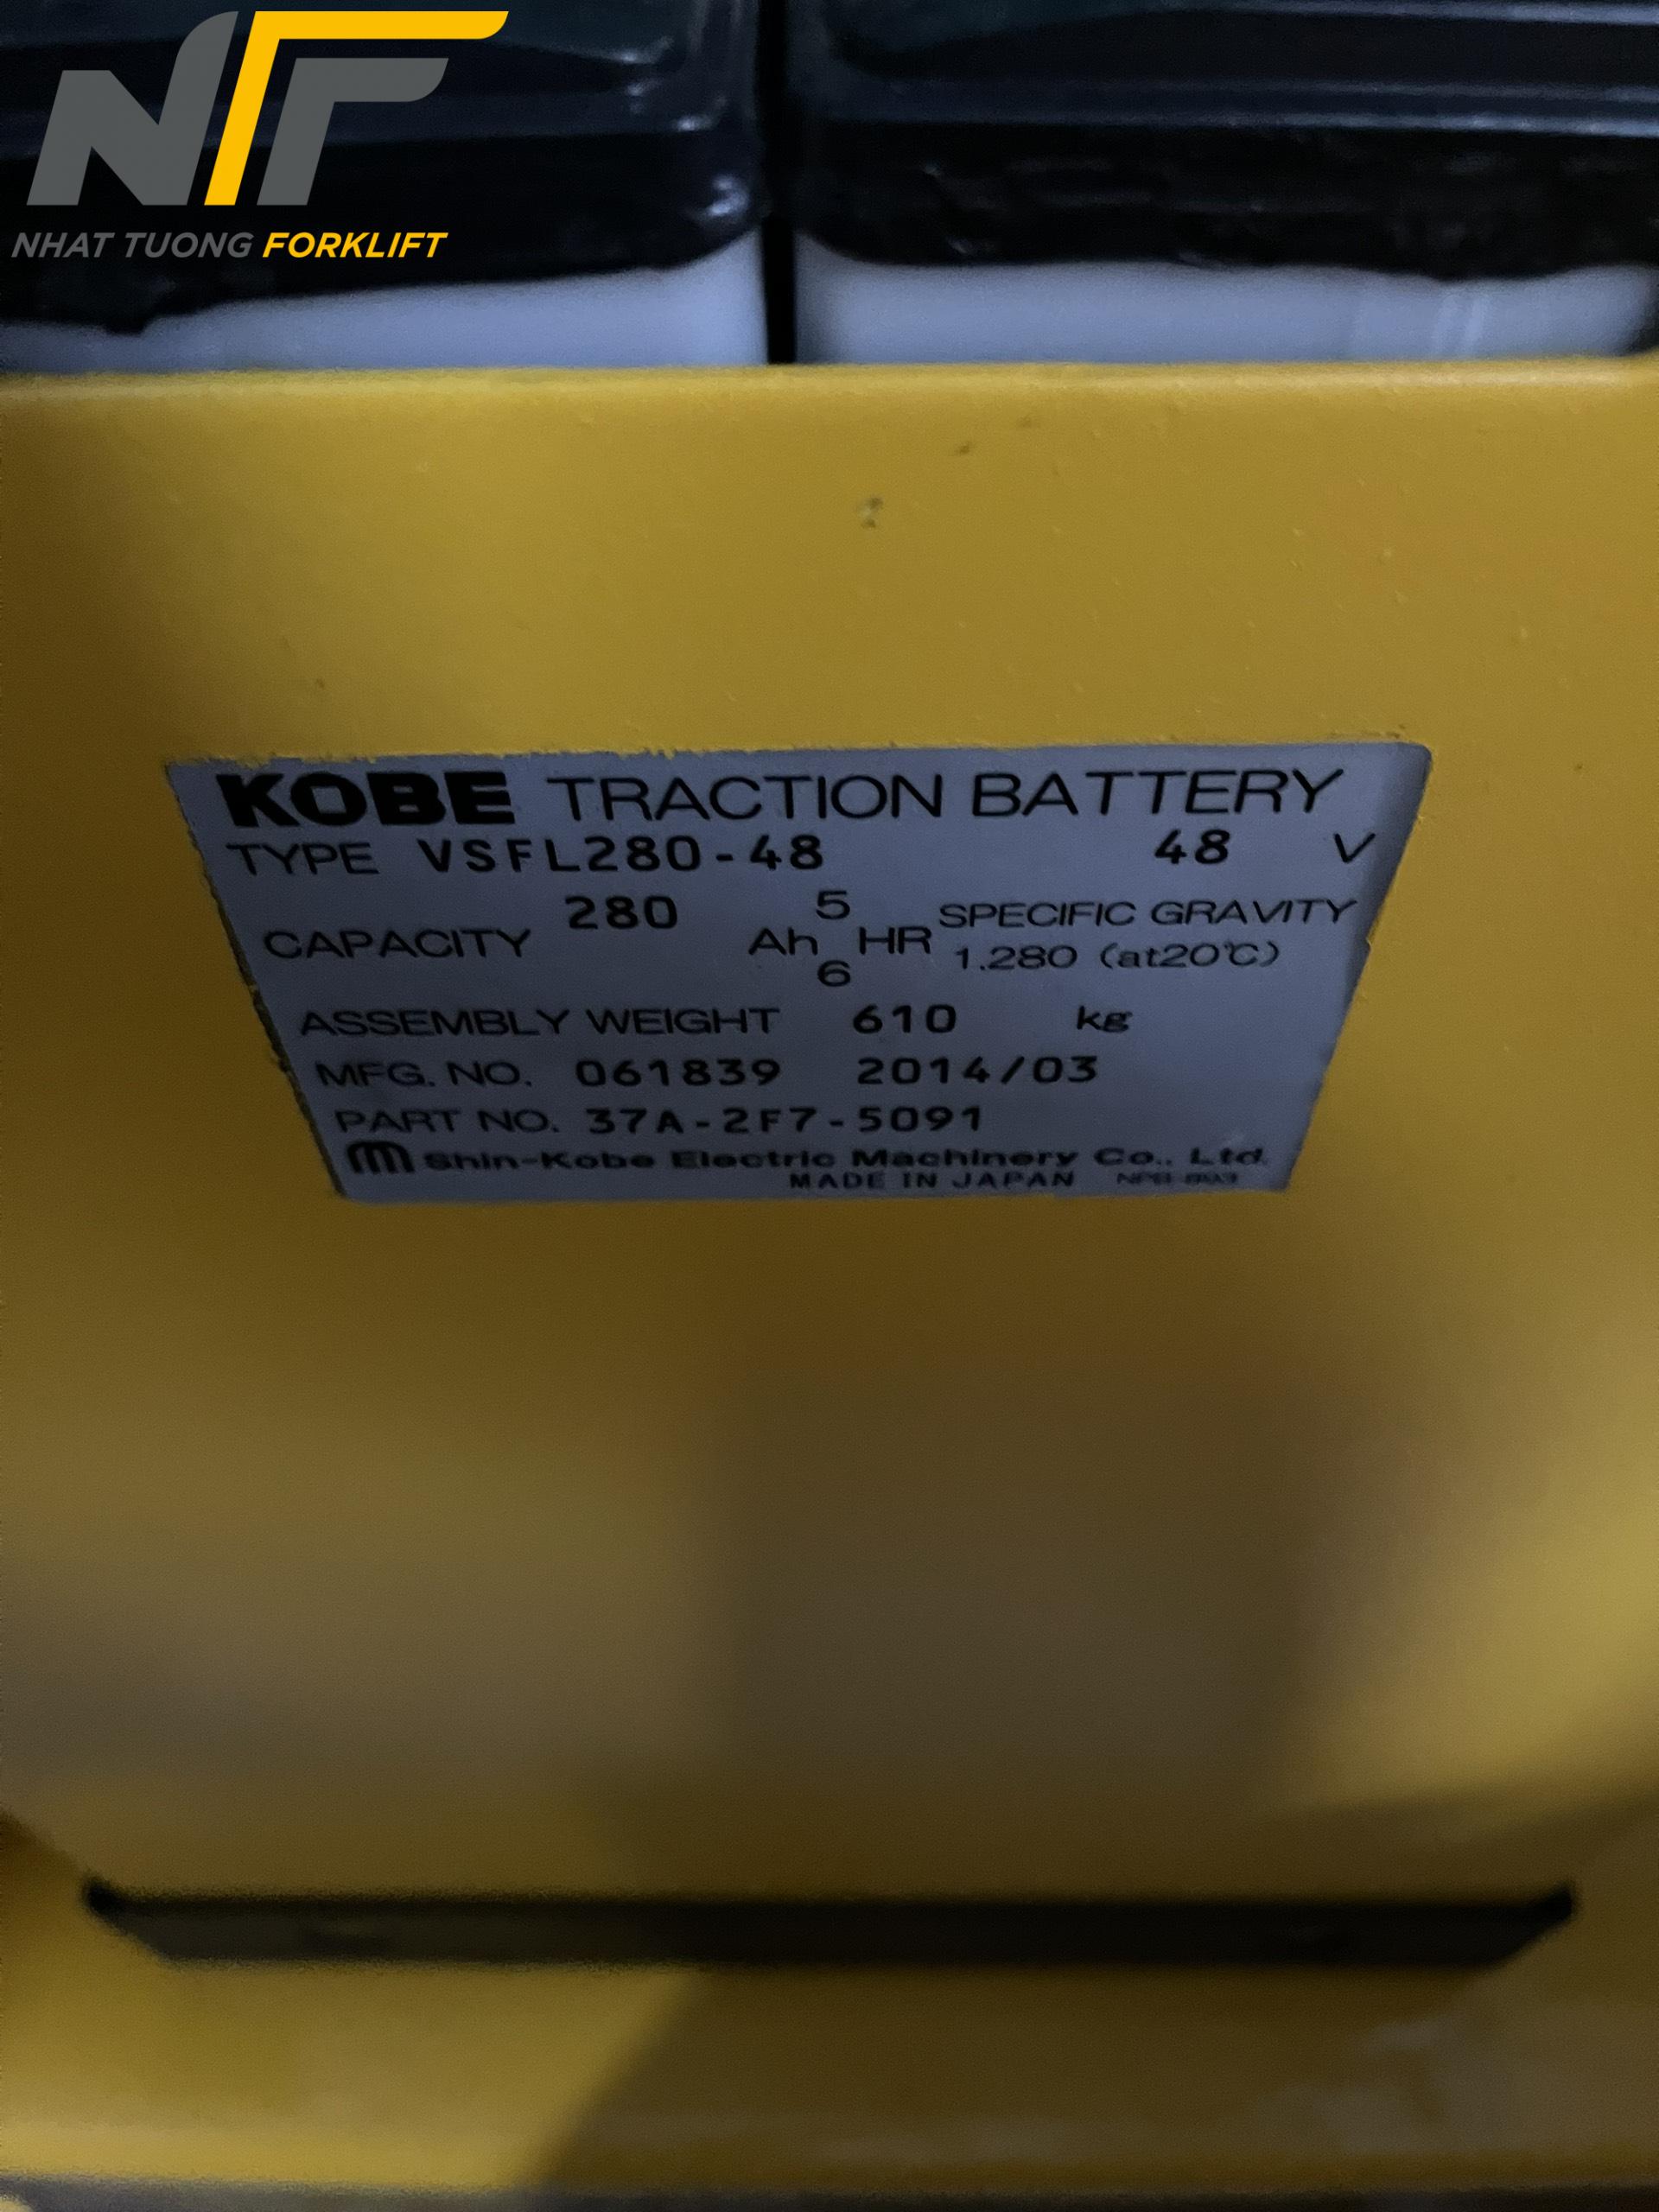 NTF
NHAT TUONG FORKLIFT
KOBE TRACTION BATTERY
TYPE VSFL280-48 48 V
CAPACITY 280 Ah 5 HR SPECIFIC GRAVITY
6 1.280 (at20℃)
ASSEMBLY WEIGHT 610 kg
MFG. NO. 061839 2014/03
PART NO. 37A-2F7-5091
Shin-Kobe Electric Machinery Co., Ltd.
MADE IN JAPAN